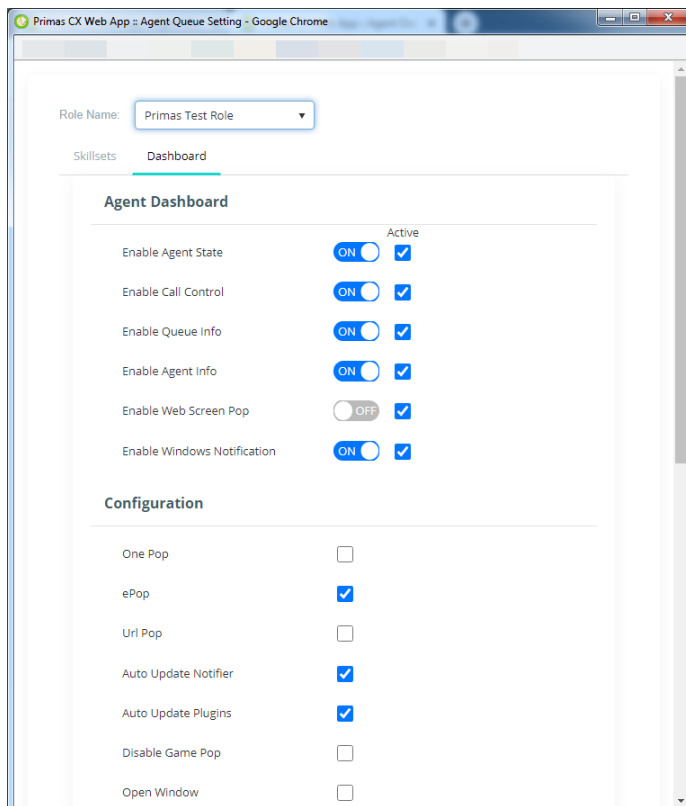 Primas CX Web App :: Agent Queue Setting - Google Chrome
Role Name: Primas Test Role
Skillsets Dashboard
Agent Dashboard
Active
Enable Agent State ON
Enable Call Control ON
Enable Queue Info ON
Enable Agent Info ON
Enable Web Screen Pop OFF
Enable Windows Notification ON
Configuration
One Pop
ePop
Url Pop
Auto Update Notifier
Auto Update Plugins
Disable Game Pop
Open Window